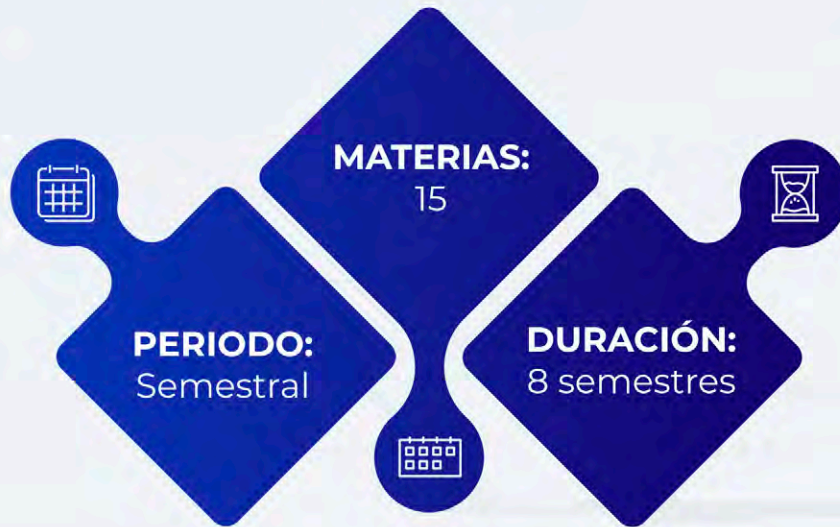 MATERIAS:
15
PERIODO:
Semestral
DURACIÓN:
8 semestres